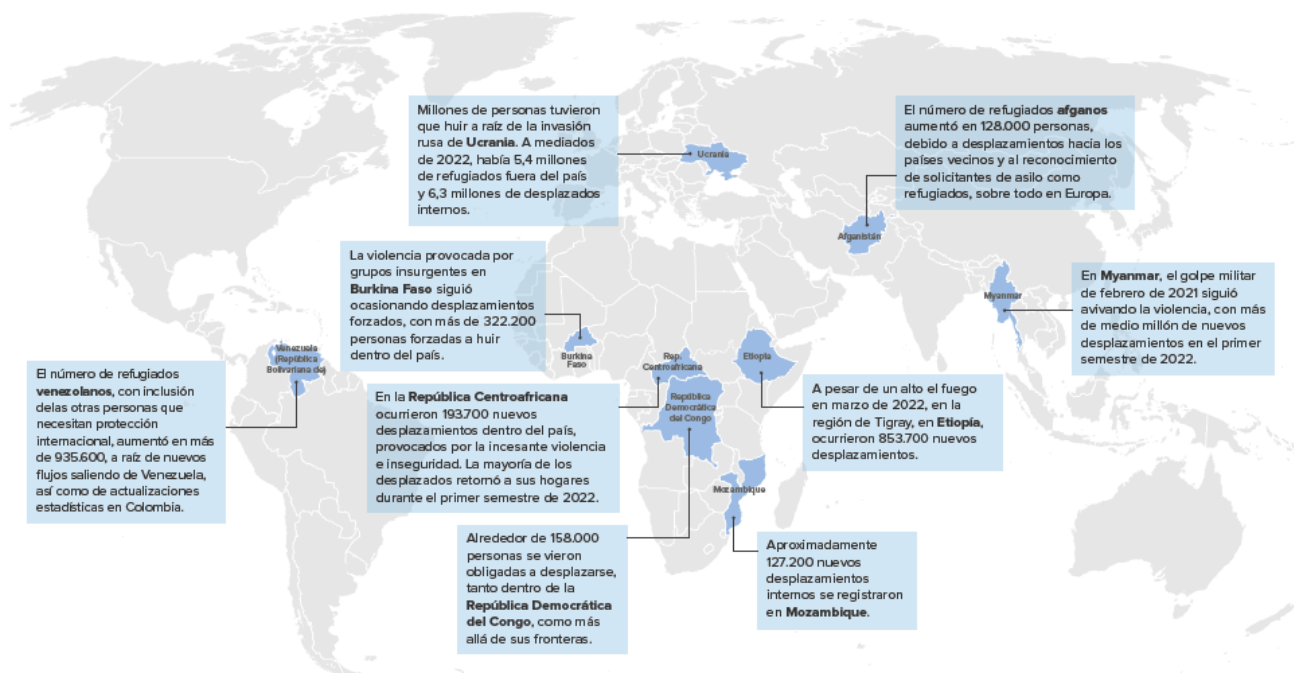 Millones de personas tuvieron
que huir a raíz de la invasión
rusa de Ucrania. A mediados
de 2022, había 5,4 millones
de refugiados fuera del país
y 6,3 millones de desplazados
internos.
Ucrania
El número de refugiados afganos
aumentó en 128.000 personas,
debido a desplazamientos hacia los
países vecinos y al reconocimiento
de solicitantes de asilo como
refugiados, sobre todo en Europa.
Afganistán
La violencia provocada por
grupos insurgentes en
Burkina Faso siguió
ocasionando desplazamientos
forzados, con más de 322.200
personas forzadas a huir
dentro del país.
Burkina
Faso
En Myanmar, el golpe militar
de febrero de 2021 siguió
avivando la violencia, con más
de medio millón de nuevos
desplazamientos en el primer
semestre de 2022.
Myanmar
Venezuela
(República
Bolivariana de)
El número de refugiados
venezolanos, con inclusión
delas otras personas que
necesitan protección
internacional, aumentó en más
de 935.600, a raíz de nuevos
flujos saliendo de Venezuela,
así como de actualizaciones
estadísticas en Colombia.
Rep.
Centroafricana
En la República Centroafricana
ocurrieron 193.700 nuevos
desplazamientos dentro del país,
provocados por la incesante violencia
e inseguridad. La mayoría de los
desplazados retornó a sus hogares
durante el primer semestre de 2022.
Etiopía
A pesar de un alto el fuego
en marzo de 2022, en la
región de Tigray, en Etiopía,
ocurrieron 853.700 nuevos
desplazamientos.
República
Democrática
del Congo
Alrededor de 158.000
personas se vieron
obligadas a desplazarse,
tanto dentro de la
República Democrática
del Congo, como más
allá de sus fronteras.
Mozambique
Aproximadamente
127.200 nuevos
desplazamientos
internos se registraron
en Mozambique.